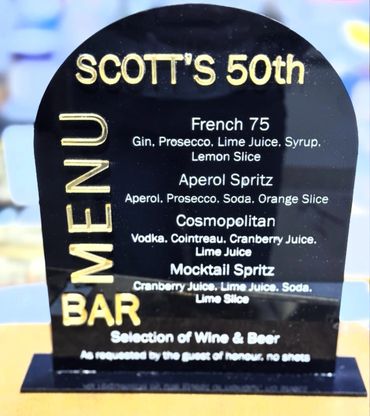 SCOTT'S 50th
MENU
BAR
French 75
Gin, Prosecco, Lime Juice, Syrup,
Lemon Slice
Aperol Spritz
Aperol, Prosecco, Soda, Orange Slice
Cosmopolitan
Vodka, Cointreau, Cranberry Juice,
Lime Juice
Mocktail Spritz
Cranberry Juice, Lime Juice, Soda,
Lime Slice
Selection of Wine & Beer
As requested by the guest of honour, no shots